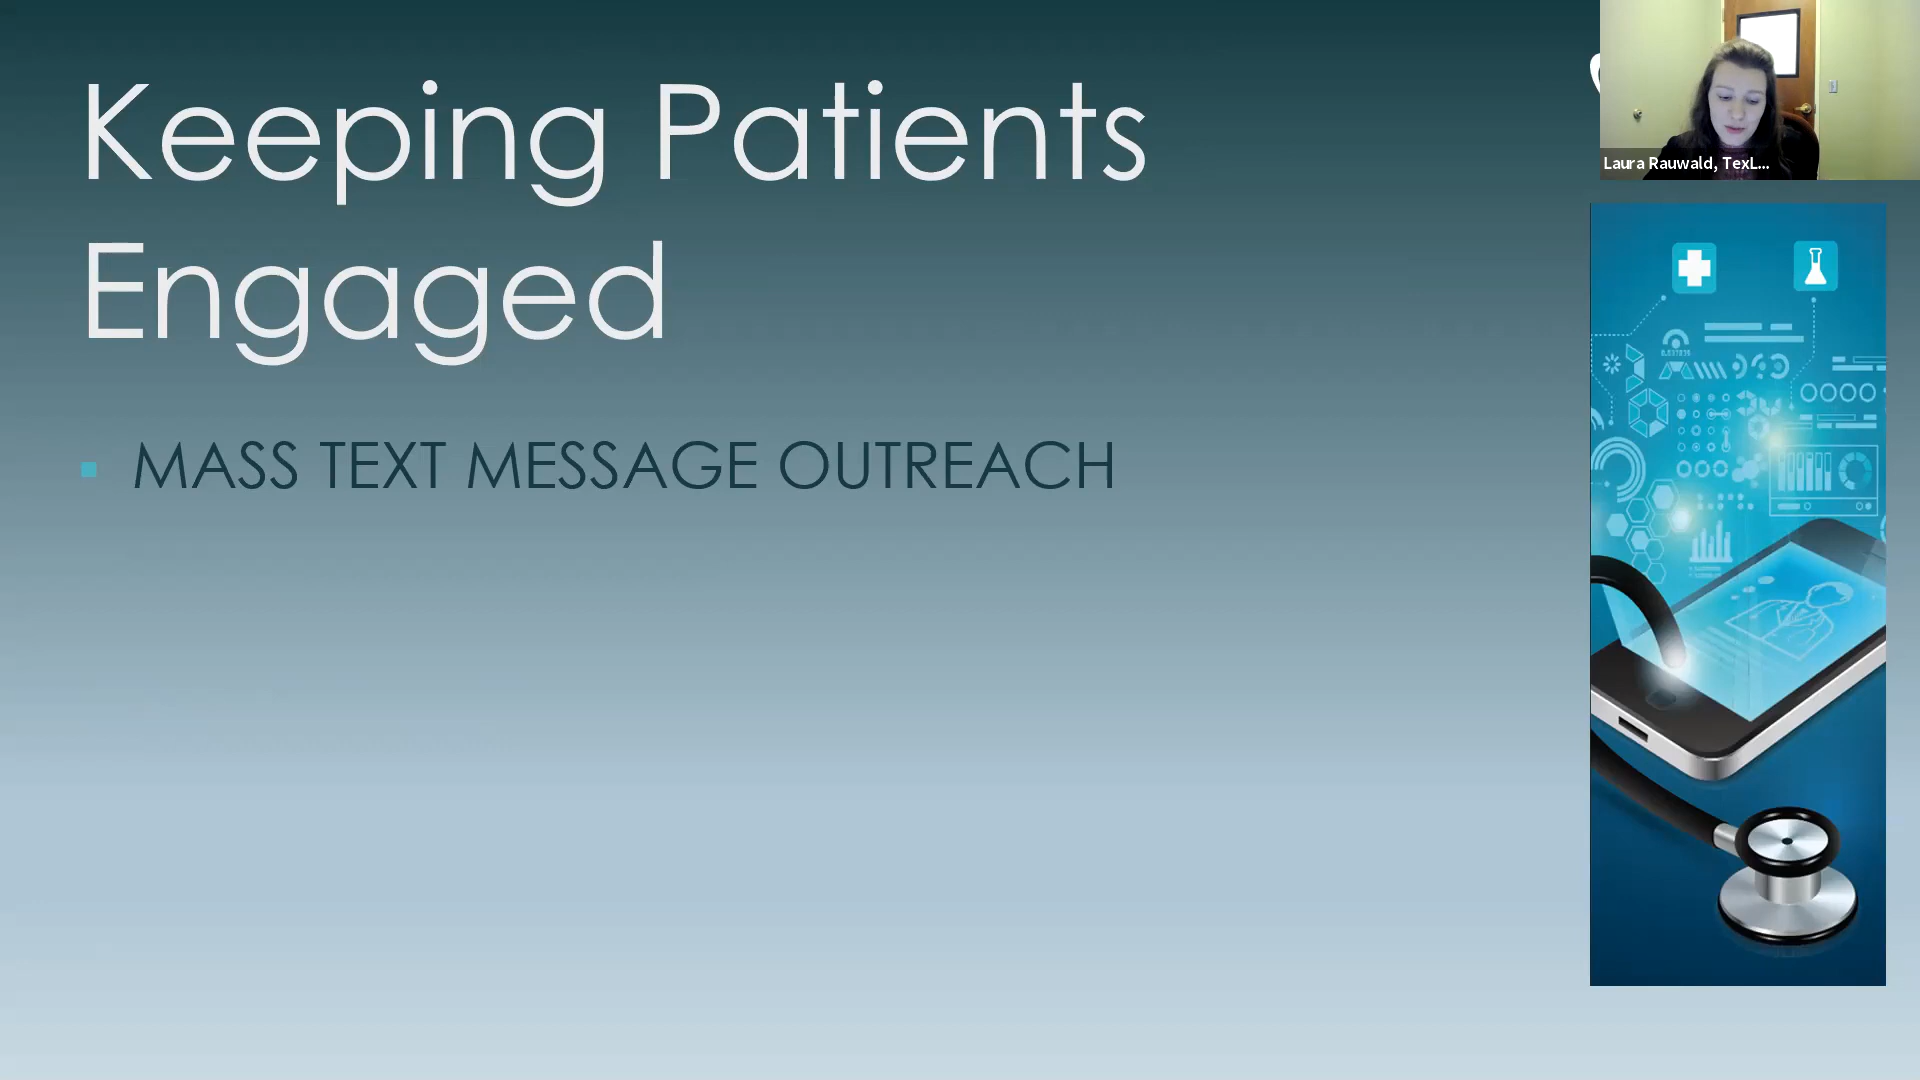 Keeping Patients
Engaged
MASS TEXT MESSAGE OUTREACH
Laura Rauwald, TexL...